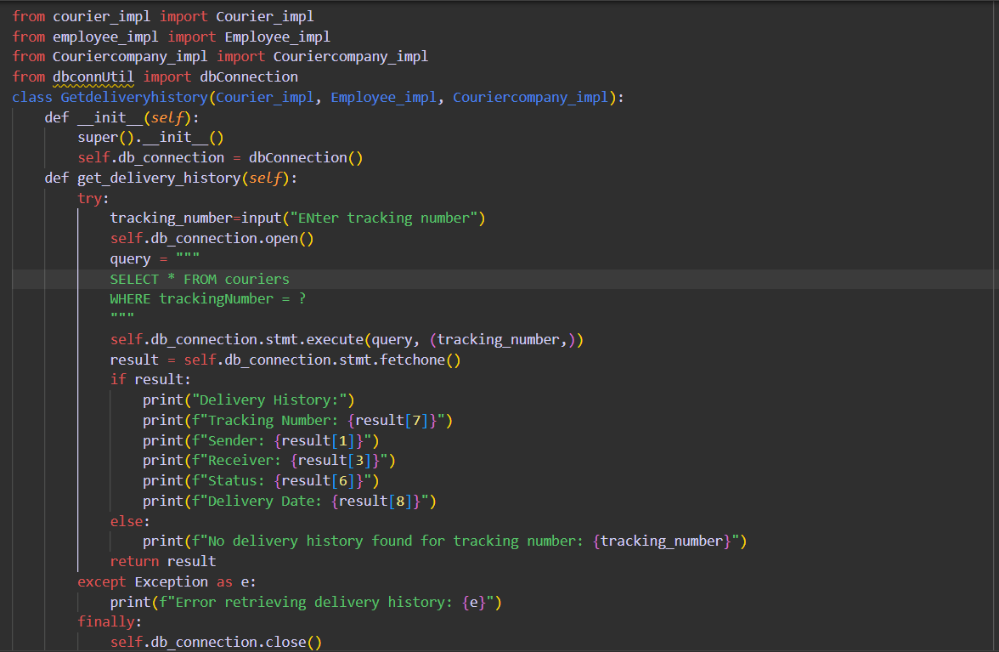 from courier_impl import Courier_impl
from employee_impl import Employee_impl
from Couriercompany_impl import Couriercompany_impl
from dbconnUtil import dbConnection
class Getdeliveryhistory(Courier_impl, Employee_impl, Couriercompany_impl):
    def __init__(self):
        super().__init__()
        self.db_connection = dbConnection()
    def get_delivery_history(self):
        try:
            tracking_number=input("ENter tracking number")
            self.db_connection.open()
            query = """
            SELECT * FROM couriers
            WHERE trackingNumber = ?
            """
            self.db_connection.stmt.execute(query, (tracking_number,))
            result = self.db_connection.stmt.fetchone()
            if result:
                print("Delivery History:")
                print(f"Tracking Number: {result[7]}")
                print(f"Sender: {result[1]}")
                print(f"Receiver: {result[3]}")
                print(f"Status: {result[6]}")
                print(f"Delivery Date: {result[8]}")
            else:
                print(f"No delivery history found for tracking number: {tracking_number}")
            return result
        except Exception as e:
            print(f"Error retrieving delivery history: {e}")
        finally:
            self.db_connection.close()